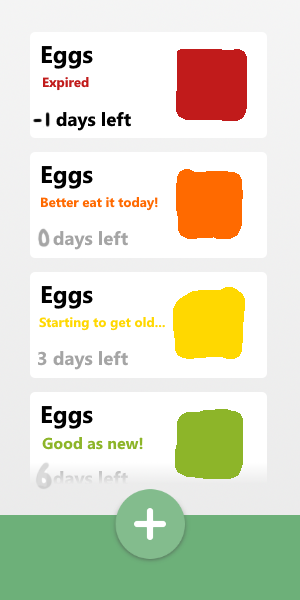 Eggs
Expired
-1 days left
Eggs
Better eat it today!
0 days left
Eggs
Starting to get old...
3 days left
Eggs
Good as new!
6 days left